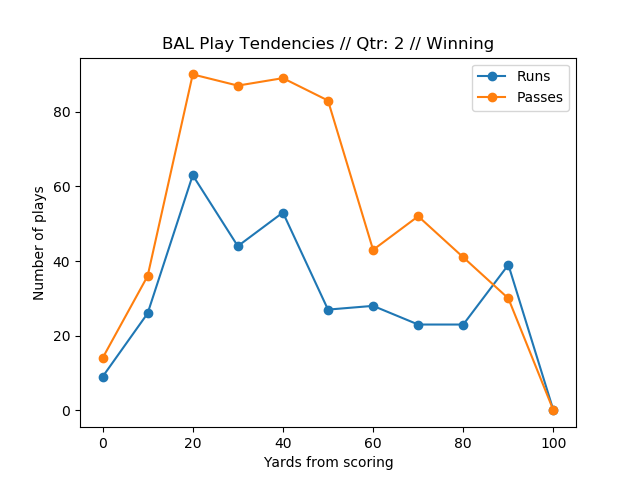 BAL Play Tendencies // Qtr: 2 // Winning
Runs
Passes
Number of plays
80
60
40
20
0
0 20 40 60 80 100
Yards from scoring